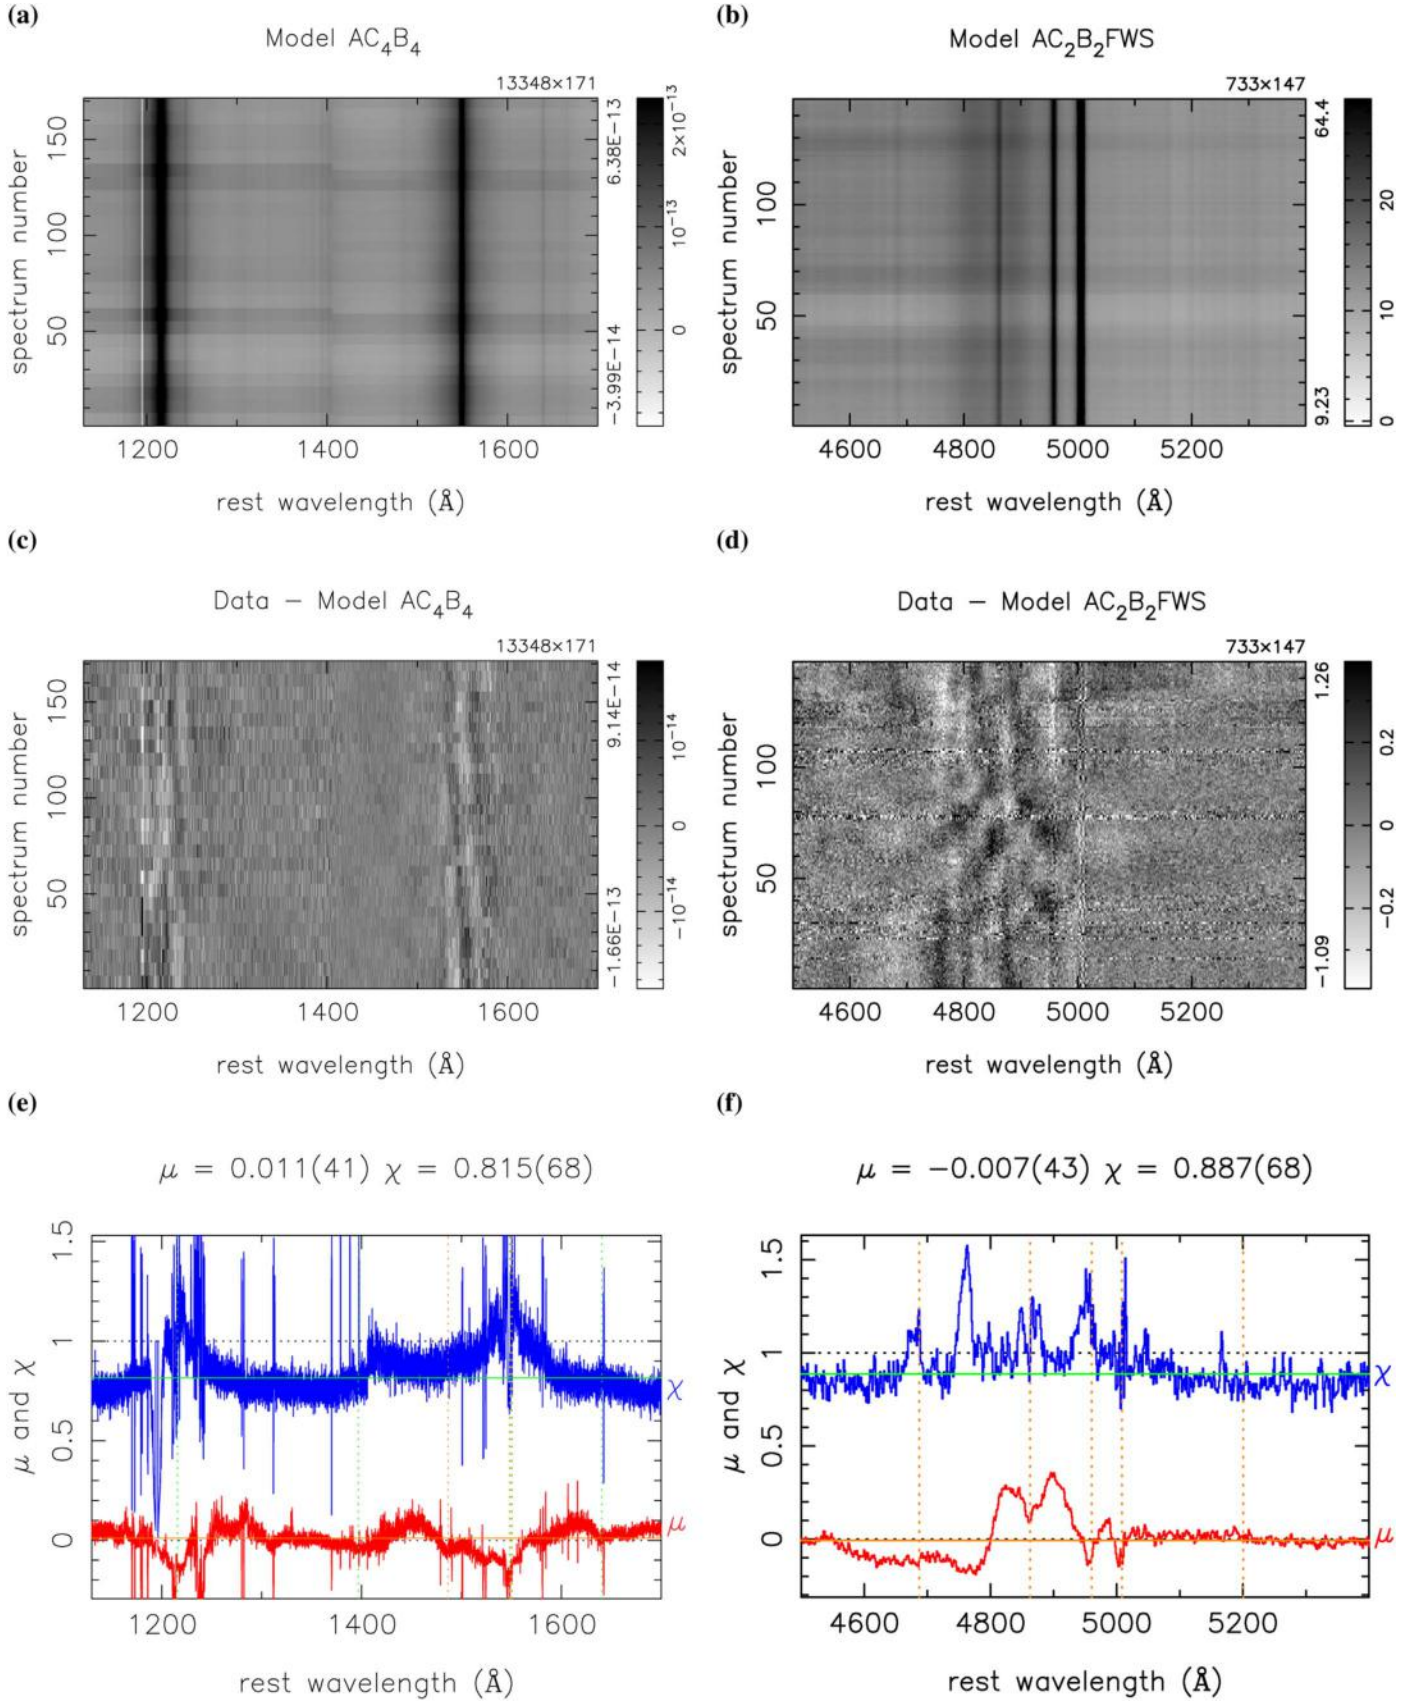 (a)
Model AC₄B₄
13348×171
spectrum number
50
100
150
−3.99E−14
6.38E−13
0
10⁻¹³
2×10⁻¹³
1200
1400
1600
rest wavelength (Å)
(b)
Model AC₂B₂FWS
733×147
spectrum number
50
100
9.23
64.4
0
10
20
4600
4800
5000
5200
rest wavelength (Å)
(c)
Data − Model AC₄B₄
13348×171
spectrum number
50
100
150
−1.66E−13
9.14E−14
−10⁻¹⁴
0
10⁻¹⁴
1200
1400
1600
rest wavelength (Å)
(d)
Data − Model AC₂B₂FWS
733×147
spectrum number
50
100
−1.09
1.26
−0.2
0
0.2
4600
4800
5000
5200
rest wavelength (Å)
(e)
μ = 0.011(41) χ = 0.815(68)
μ and χ
0
0.5
1
1.5
χ
μ
1200
1400
1600
rest wavelength (Å)
(f)
μ = −0.007(43) χ = 0.887(68)
μ and χ
0
0.5
1
1.5
χ
μ
4600
4800
5000
5200
rest wavelength (Å)